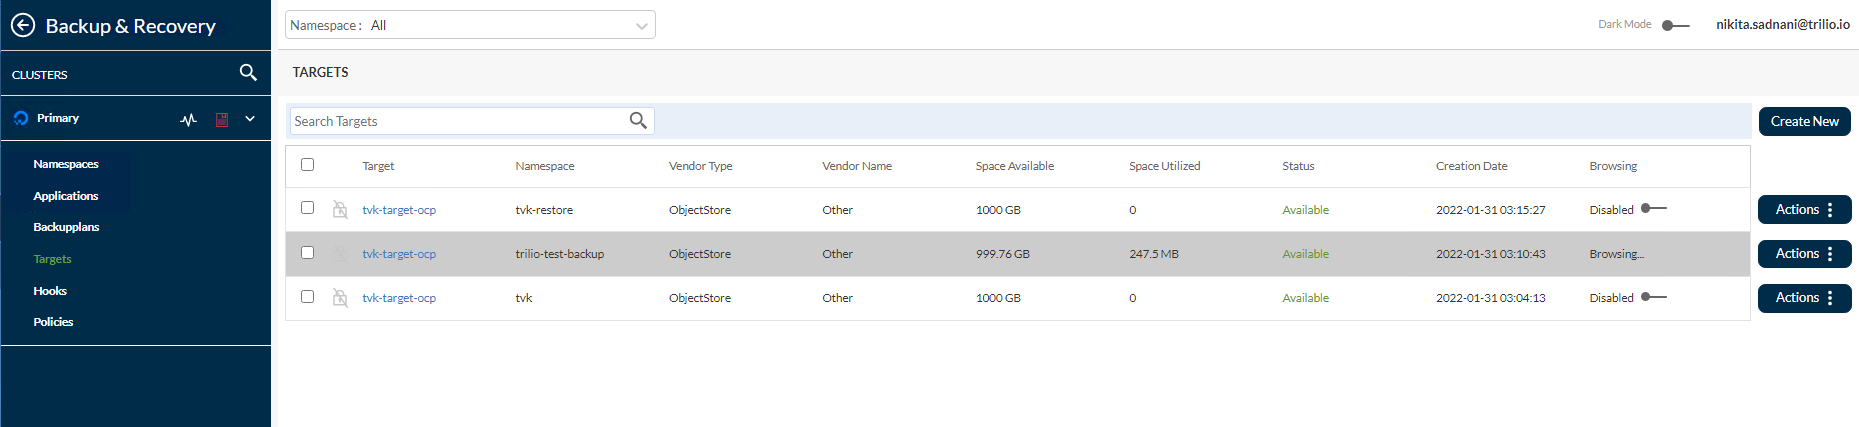 Backup & Recovery
Namespace : All
Dark Mode
nikita.sadnani@trilio.io
CLUSTERS
TARGETS
Primary
Search Targets
Create New
Namespaces
Applications
Backupplans
Targets
Hooks
Policies
Target Namespace Vendor Type Vendor Name Space Available Space Utilized Status Creation Date Browsing
tvk-target-ocp tvk-restore ObjectStore Other 1000 GB 0 Available 2022-01-31 03:15:27 Disabled Actions
tvk-target-ocp trilio-test-backup ObjectStore Other 999.76 GB 247.5 MB Available 2022-01-31 03:10:43 Browsing... Actions
tvk-target-ocp tvk ObjectStore Other 1000 GB 0 Available 2022-01-31 03:04:13 Disabled Actions